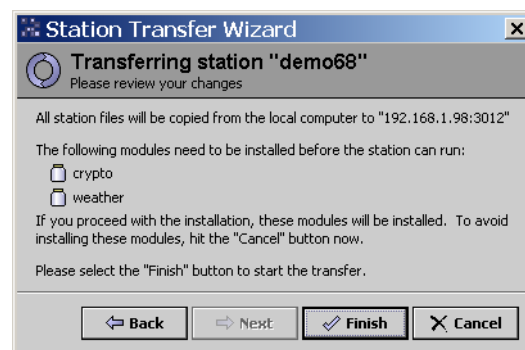 Station Transfer Wizard
Transferring station "demo68"
Please review your changes
All station files will be copied from the local computer to "192.168.1.98:3012"
The following modules need to be installed before the station can run:
crypto
weather
If you proceed with the installation, these modules will be installed. To avoid
installing these modules, hit the "Cancel" button now.
Please select the "Finish" button to start the transfer.
Back Next Finish Cancel